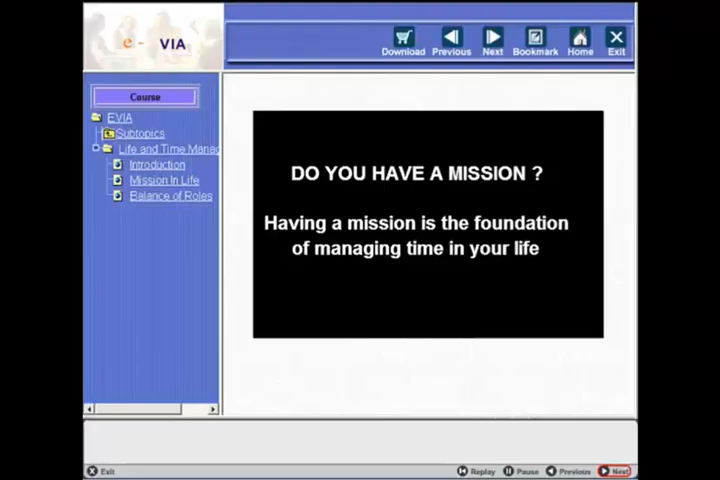 e - VIA
Download Previous Next Bookmark Home Exit
Course
EVIA
Subtopics
Life and Time Manag
Introduction
Mission In Life
Balance of Roles
DO YOU HAVE A MISSION ?
Having a mission is the foundation
of managing time in your life
Exit Replay Pause Previous Next